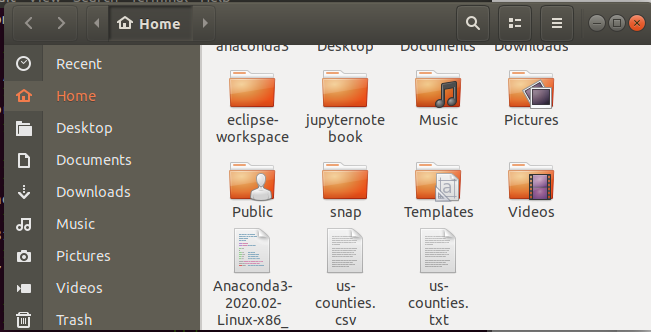 Home
anaconda3 Desktop Documents Downloads
Recent
Home
Desktop
Documents
Downloads
Music
Pictures
Videos
Trash
eclipse-
workspace
jupyternote
book
Music
Pictures
Public
snap
Templates
Videos
Anaconda3-
2020.02-
Linux-x86_
us-
counties.
csv
us-
counties.
txt